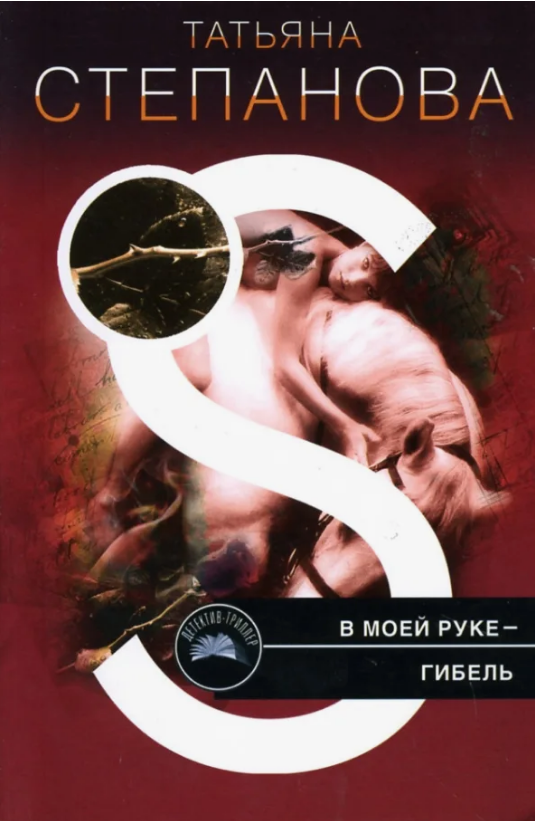 ТАТЬЯНА
СТЕПАНОВА
S
ДЕТЕКТИВ-ТРИЛЛЕР
В МОЕЙ РУКЕ–
ГИБЕЛЬ